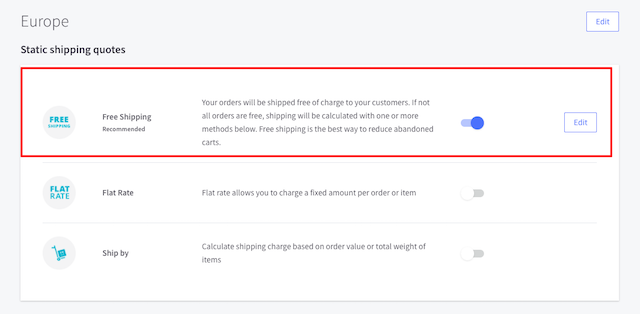 Europe
Edit
Static shipping quotes
FREE
SHIPPING
Free Shipping
Recommended
Your orders will be shipped free of charge to your customers. If not
all orders are free, shipping will be calculated with one or more
methods below. Free shipping is the best way to reduce abandoned
carts.
Edit
FLAT
RATE
Flat Rate
Flat rate allows you to charge a fixed amount per order or item
Ship by
Calculate shipping charge based on order value or total weight of
items